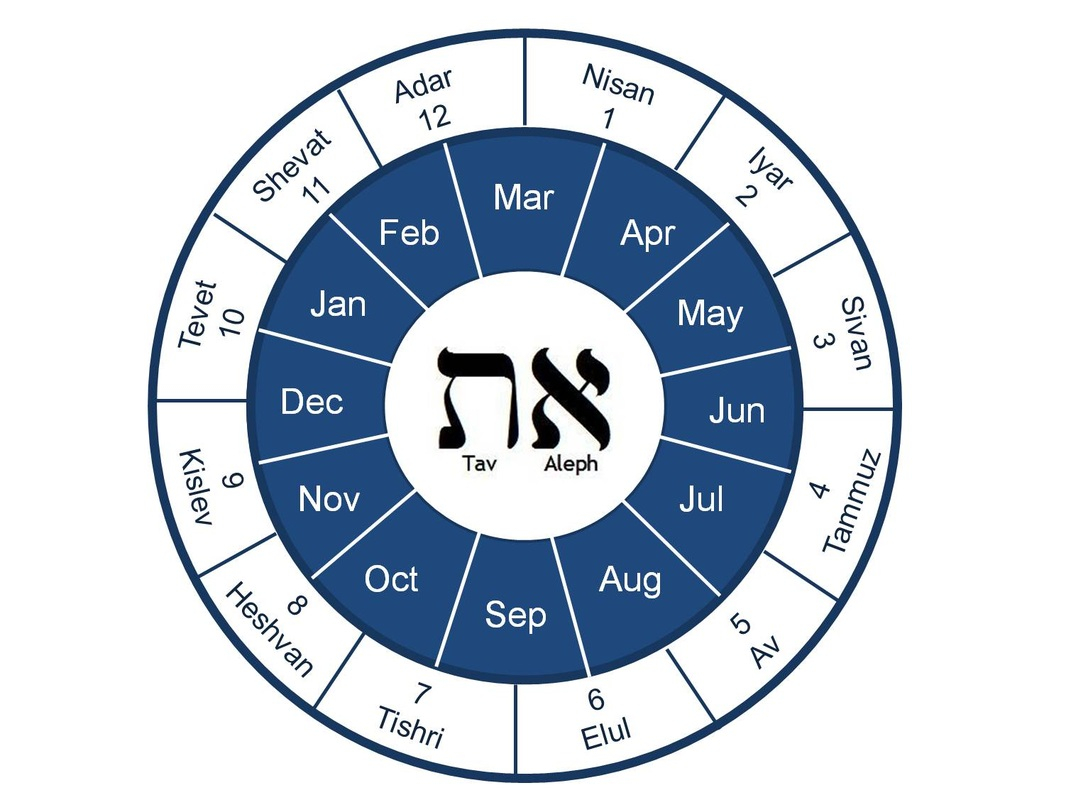 Nisan
1
Iyar
2
Sivan
3
Tammuz
4
5
Av
6
Elul
7
Tishri
8
Heshvan
9
Kislev
Tevet
10
Shevat
11
Adar
12
Mar
Apr
May
Jun
Jul
Aug
Sep
Oct
Nov
Dec
Jan
Feb
את
Tav Aleph